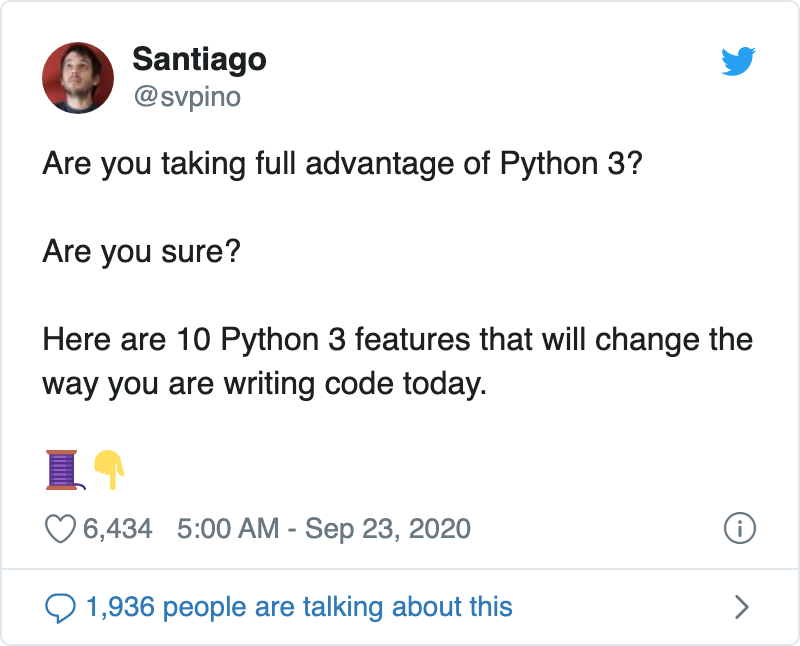 Santiago
@svpino
Are you taking full advantage of Python 3?
Are you sure?
Here are 10 Python 3 features that will change the
way you are writing code today.
🧵👇
6,434 5:00 AM - Sep 23, 2020
1,936 people are talking about this